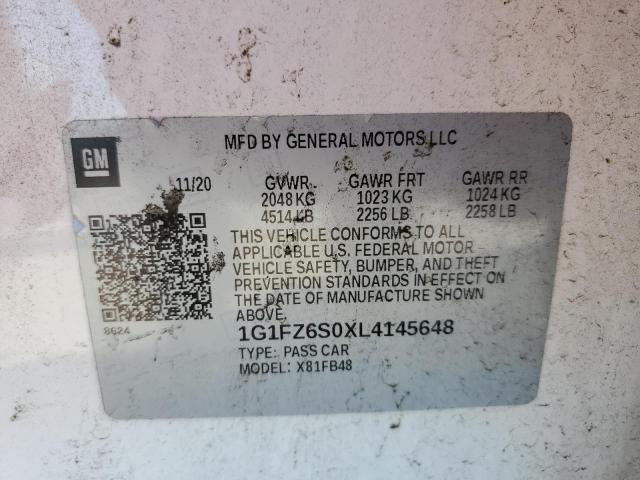 GM
MFD BY GENERAL MOTORS LLC
11/20 GVWR GAWR FRT GAWR RR
2048 KG 1023 KG 1024 KG
4514 LB 2256 LB 2258 LB
THIS VEHICLE CONFORMS TO ALL
APPLICABLE U.S. FEDERAL MOTOR
VEHICLE SAFETY, BUMPER, AND THEFT
PREVENTION STANDARDS IN EFFECT ON
THE DATE OF MANUFACTURE SHOWN
ABOVE.
8624
1G1FZ6S0XL4145648
TYPE: PASS CAR
MODEL: X81FB48